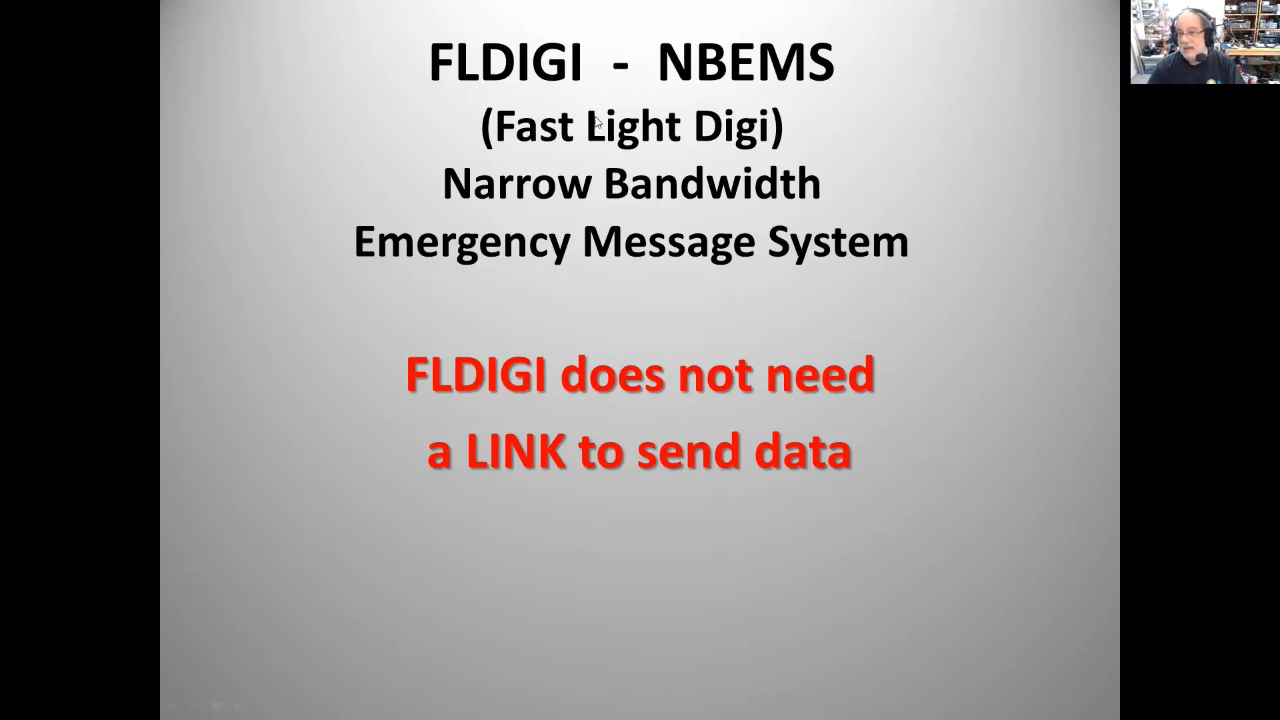 FLDIGI - NBEMS
(Fast Light Digi)
Narrow Bandwidth
Emergency Message System
FLDIGI does not need
a LINK to send data